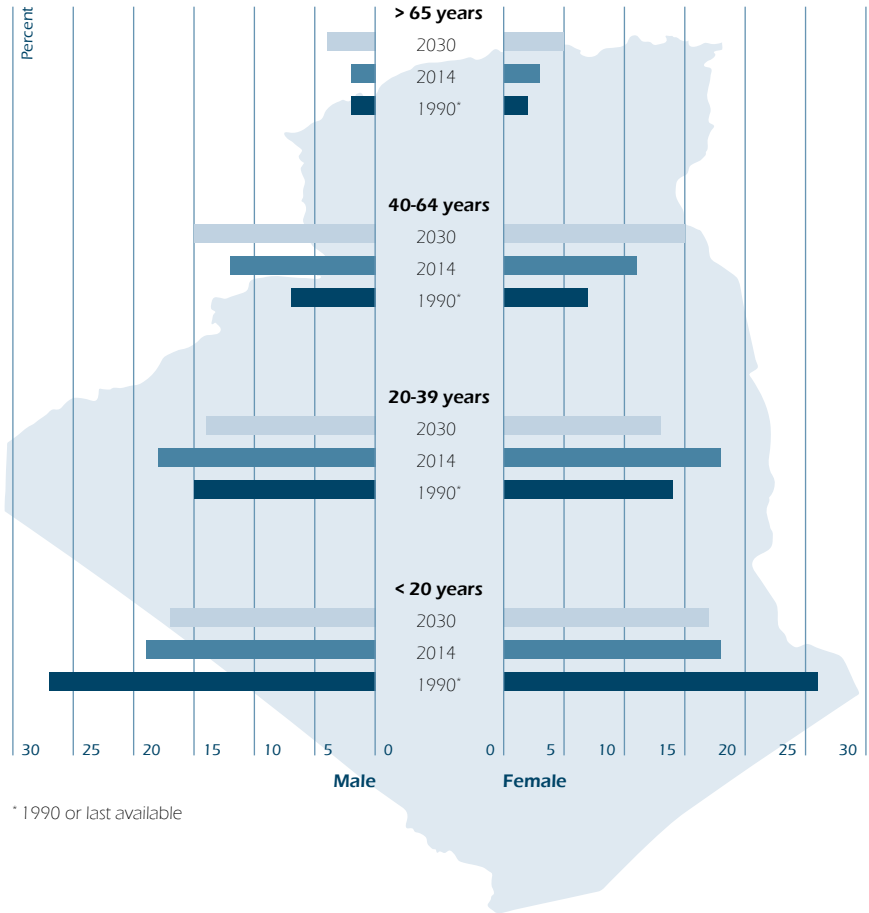 Percent
> 65 years
2030
2014
1990*
40-64 years
2030
2014
1990*
20-39 years
2030
2014
1990*
< 20 years
2030
2014
1990*
30 25 20 15 10 5 0 0 5 10 15 20 25 30
Male Female
* 1990 or last available